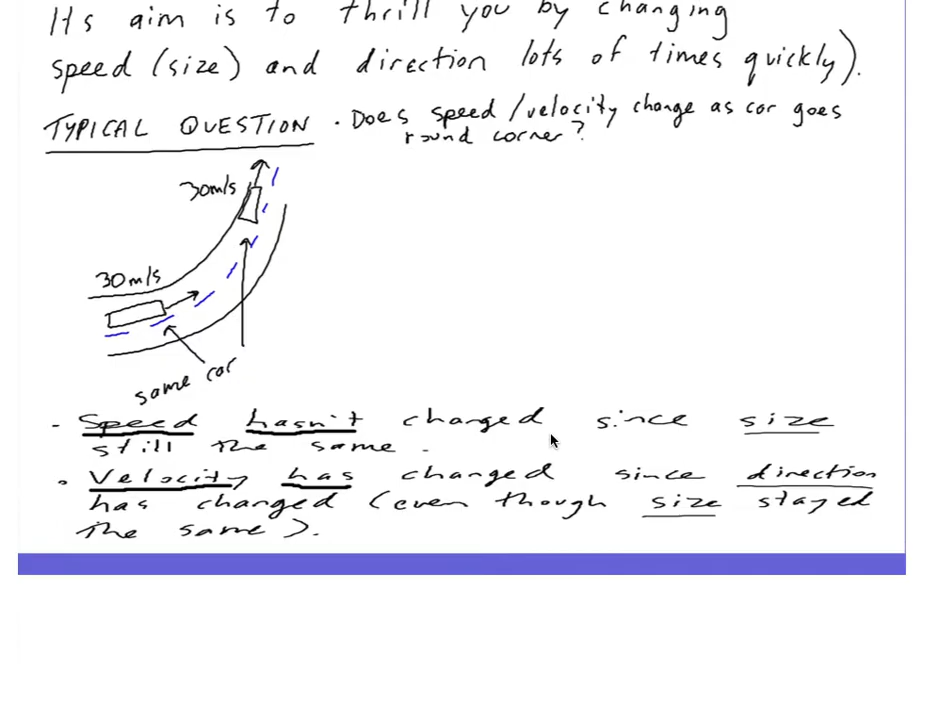 Its aim is to thrill you by changing
speed (size) and direction lots of times quickly).
TYPICAL QUESTION . Does speed/velocity change as car goes
round corner?
30m/s
30m/s
same car
- Speed hasn't changed since size
still the same.
. Velocity has changed since direction
has changed (even though size stayed
the same).